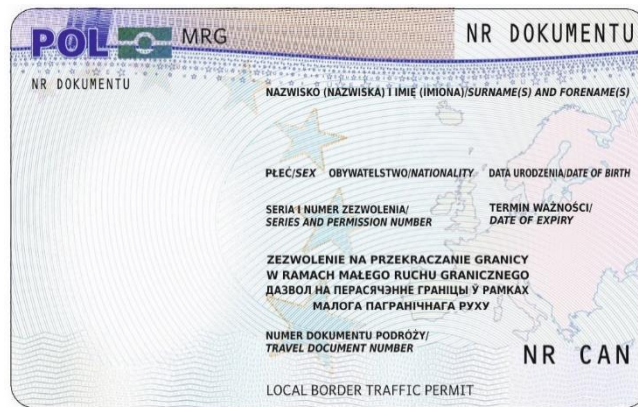 POL MRG NR DOKUMENTU
NR DOKUMENTU
NAZWISKO (NAZWISKA) I IMIĘ (IMIONA)/SURNAME(S) AND FORENAME(S)
PŁEĆ/SEX OBYWATELSTWO/NATIONALITY DATA URODZENIA/DATE OF BIRTH
SERIA I NUMER ZEZWOLENIA/ TERMIN WAŻNOŚCI/
SERIES AND PERMISSION NUMBER DATE OF EXPIRY
ZEZWOLENIE NA PRZEKRACZANIE GRANICY
W RAMACH MAŁEGO RUCHU GRANICZNEGO
ДАЗВОЛ НА ПЕРАСЯЧЭННЕ ГРАНІЦЫ Ў РАМКАХ
МАЛОГА ПАГРАНІЧНАГА РУХУ
NUMER DOKUMENTU PODRÓŻY/
TRAVEL DOCUMENT NUMBER
NR CAN
LOCAL BORDER TRAFFIC PERMIT